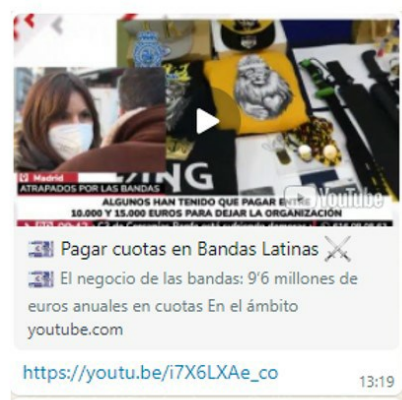 ING
YouTube
Madrid
ATRAPADOS POR LAS BANDAS
ALGUNOS HAN TENIDO QUE PAGAR ENTRE
10.000 Y 15.000 EUROS PARA DEJAR LA ORGANIZACIÓN
Pagar cuotas en Bandas Latinas
El negocio de las bandas: 9'6 millones de
euros anuales en cuotas En el ámbito
youtube.com
https://youtu.be/i7X6LXAe_co
13:19